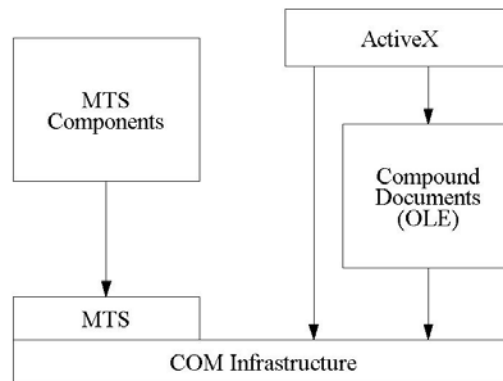 ActiveX
MTS
Components
Compound
Documents
(OLE)
MTS
COM Infrastructure